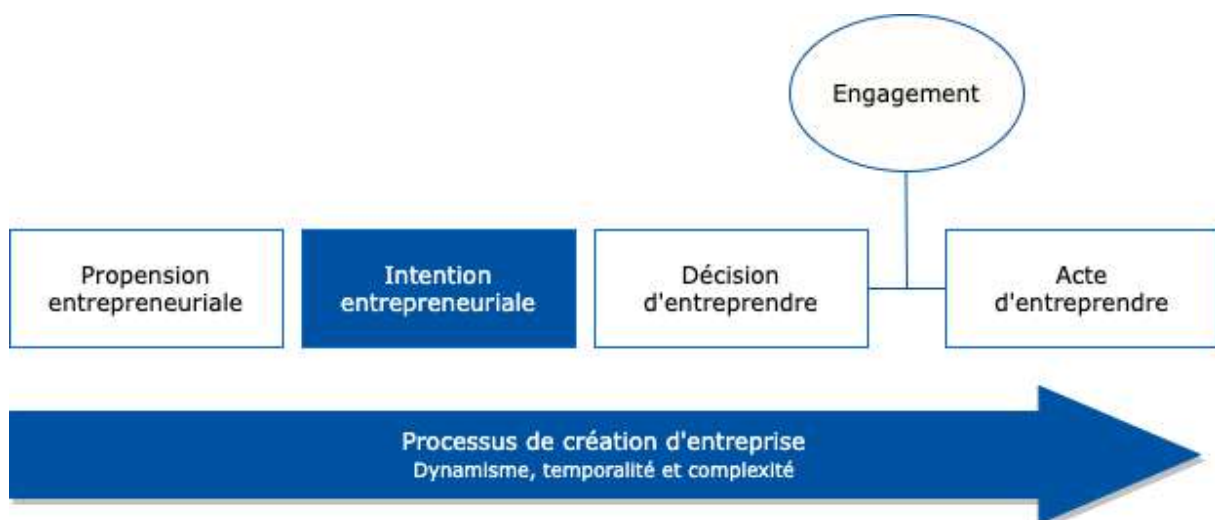 Engagement
Propension
entrepreneuriale
Intention
entrepreneuriale
Décision
d'entreprendre
Acte
d'entreprendre
Processus de création d'entreprise
Dynamisme, temporalité et complexité